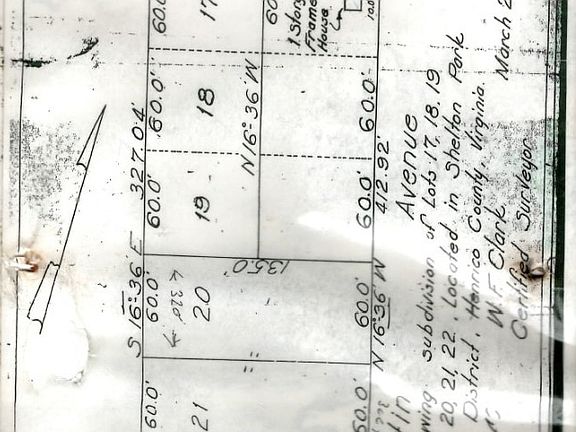 60.0'
17
60
1 Story
Frame
House
10.0
S 16°36' E 327.04'
60.0'
18
N 16°36' W
60.0'
60.0'
19
60.0'
412.92'
135.0'
60.0'
20
320
60.0'
N 16°36' W
60.0'
21
"
50.0'
Avenue
subdivision of Lots 17, 18, 19
20, 21, 22. Located in Shelton Park
District, Henrico County, Virginia.
W.F. Clark March 2
Certified Surveyor